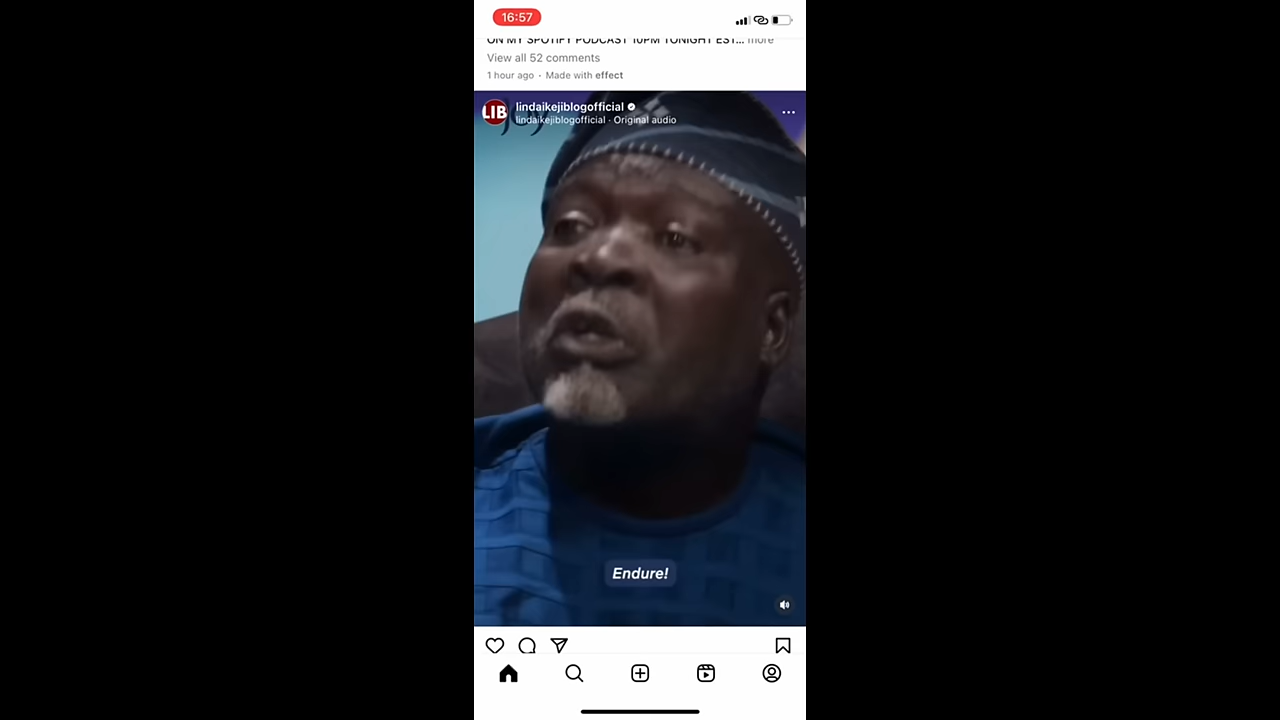 16:57
ON MY SPOTIFY PODCAST 10PM TONIGHT EST... more
View all 52 comments
1 hour ago · Made with effect
LIB
lindaikejiblogofficial
lindaikejiblogofficial · Original audio
Endure!